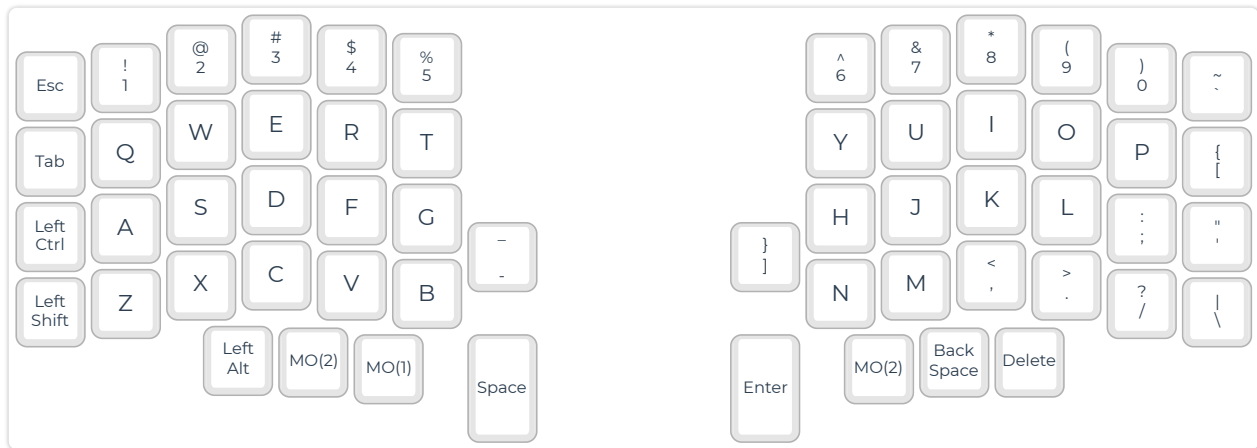 Esc
!
1
@
2
#
3
$
4
%
5
^
6
&
7
*
8
(
9
)
0
~
`
Tab
Q
W
E
R
T
Y
U
I
O
P
{
[
Left
Ctrl
A
S
D
F
G
_
-
}
]
H
J
K
L
:
;
"
'
Left
Shift
Z
X
C
V
B
N
M
<
,
>
.
?
/
|
\
Left
Alt
MO(2)
MO(1)
Space
Enter
MO(2)
Back
Space
Delete